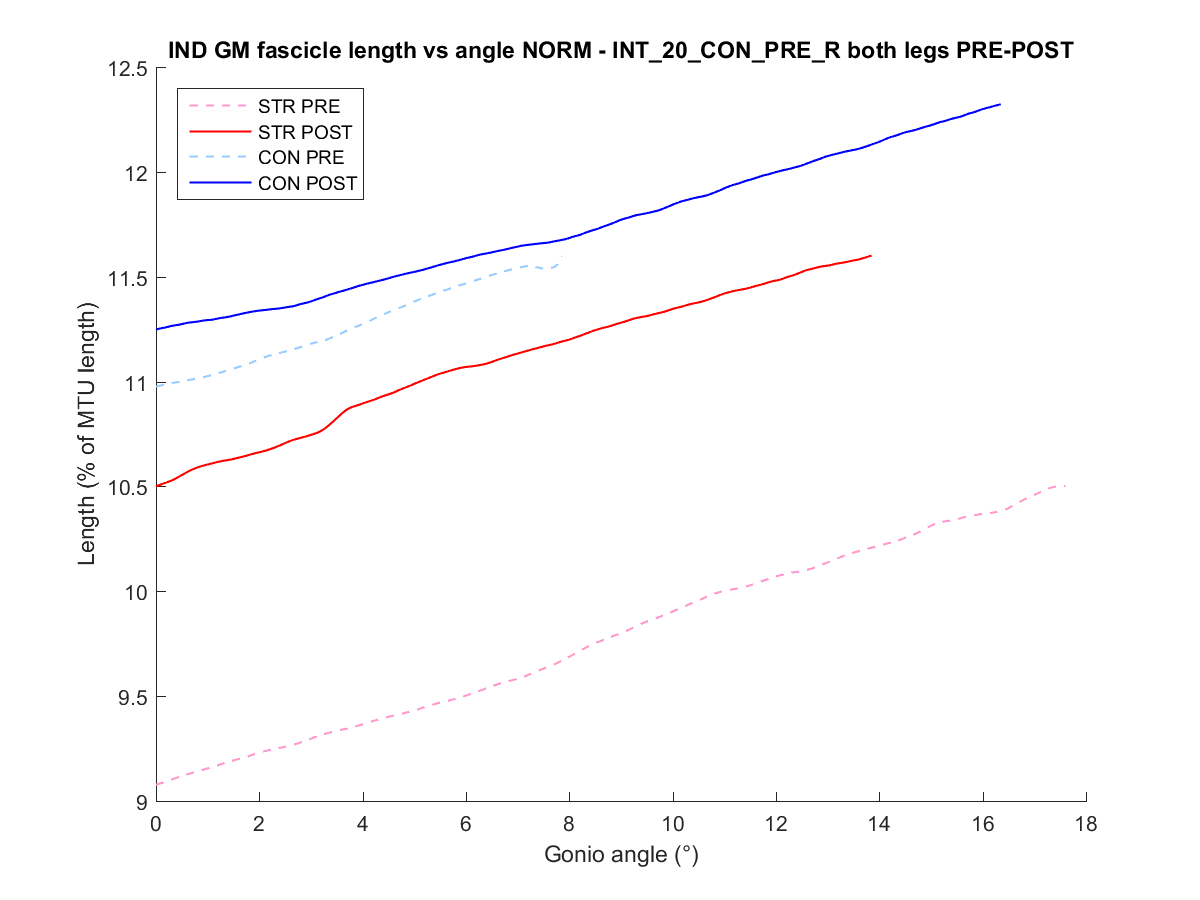 IND GM fascicle length vs angle NORM - INT_20_CON_PRE_R both legs PRE-POST
12.5
12
11.5
11
10.5
10
9.5
9
Length (% of MTU length)
STR PRE
STR POST
CON PRE
CON POST
0 2 4 6 8 10 12 14 16 18
Gonio angle (°)